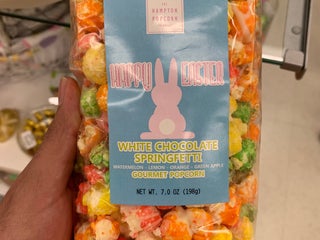 THE
HAMPTON
POPCORN
COMPANY
HAPPY EASTER
WHITE CHOCOLATE
SPRINGFETTI
WATERMELON - LEMON - ORANGE - GREEN APPLE
GOURMET POPCORN
NET WT. 7.0 OZ (198g)